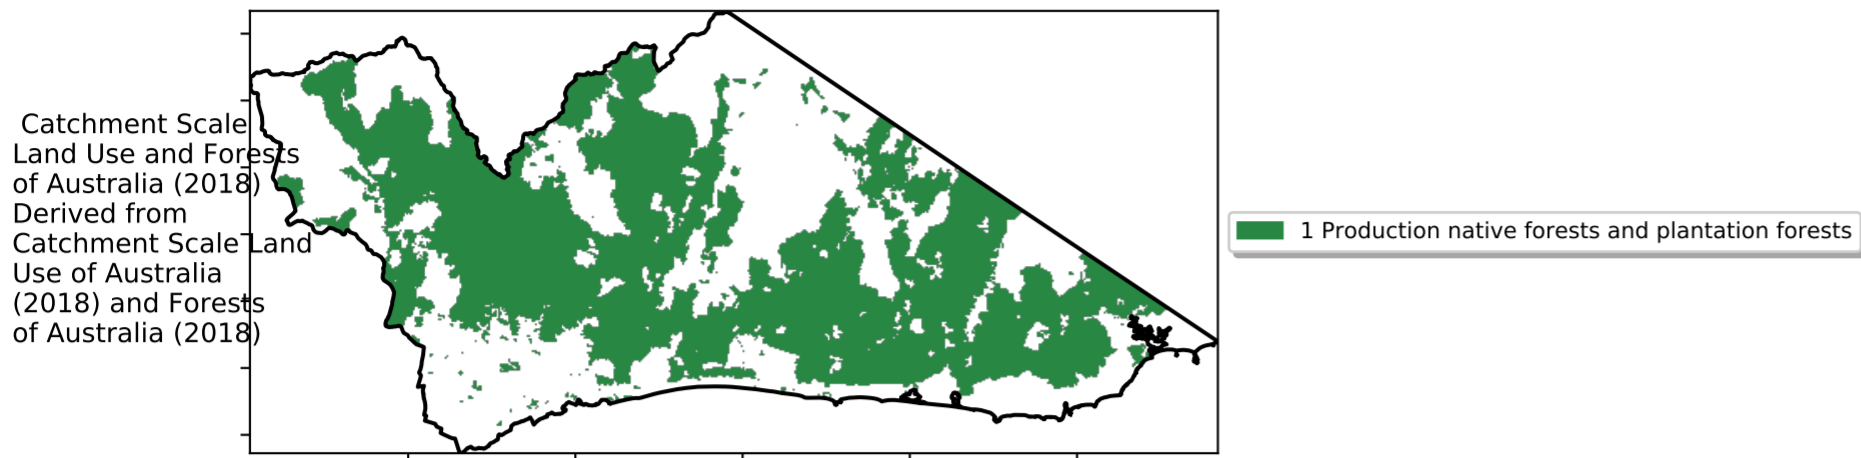 Catchment Scale
Land Use and Forests
of Australia (2018)
Derived from
Catchment Scale Land
Use of Australia
(2018) and Forests
of Australia (2018)
1 Production native forests and plantation forests